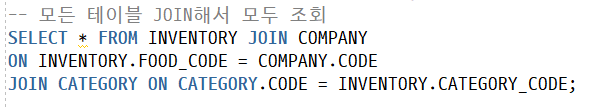 -- 모든 테이블 JOIN해서 모두 조회
SELECT * FROM INVENTORY JOIN COMPANY
ON INVENTORY.FOOD_CODE = COMPANY.CODE
JOIN CATEGORY ON CATEGORY.CODE = INVENTORY.CATEGORY_CODE;